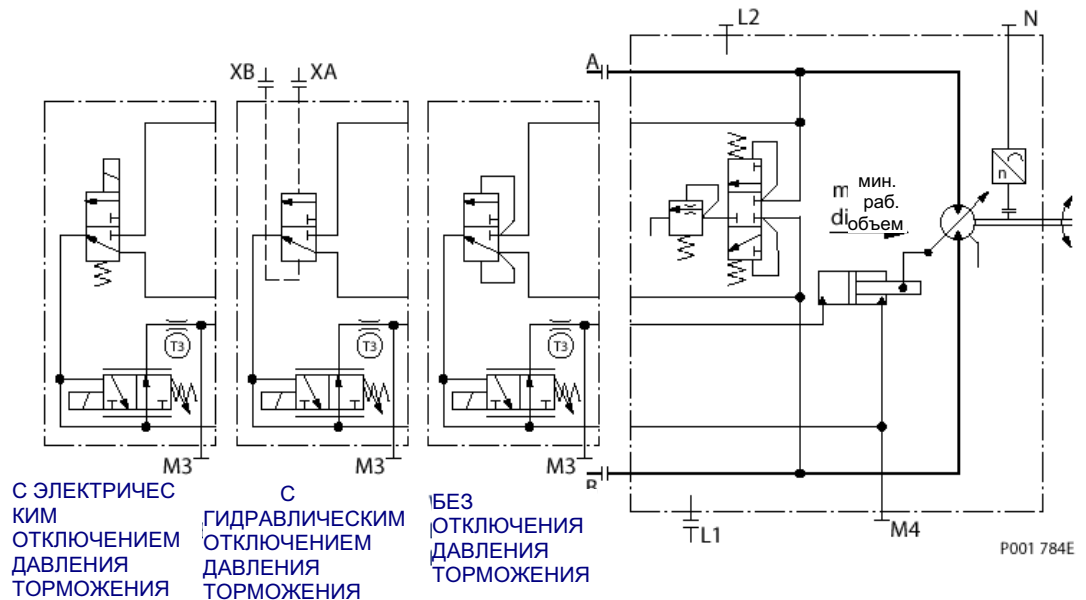 L2
N
XB
XA
A
n
m
мин.
раб.
di
объем
T3
T3
T3
M3
M3
M3
B
L1
M4
P001 784E
С ЭЛЕКТРИЧЕС
КИМ
ОТКЛЮЧЕНИЕМ
ДАВЛЕНИЯ
ТОРМОЖЕНИЯ
С
ГИДРАВЛИЧЕСКИМ
ОТКЛЮЧЕНИЕМ
ДАВЛЕНИЯ
ТОРМОЖЕНИЯ
БЕЗ
ОТКЛЮЧЕНИЯ
ДАВЛЕНИЯ
ТОРМОЖЕНИЯ